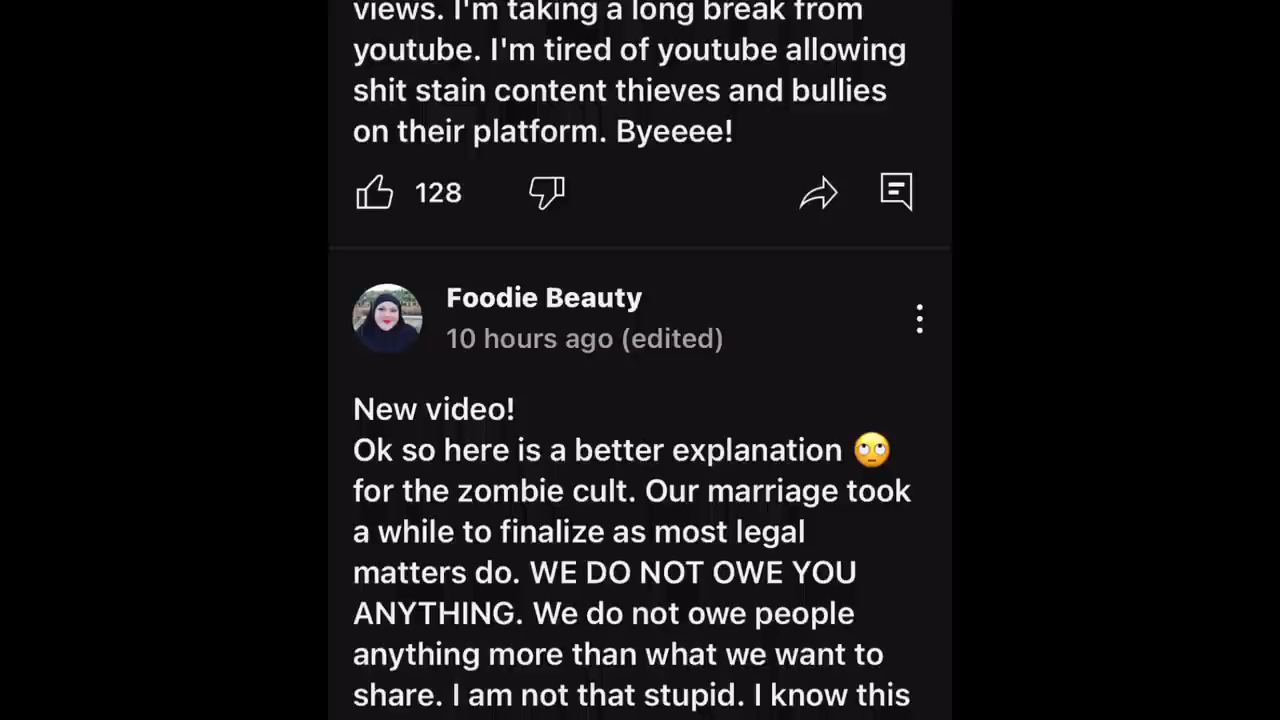 views. I'm taking a long break from
youtube. I'm tired of youtube allowing
shit stain content thieves and bullies
on their platform. Byeeee!
128
Foodie Beauty
10 hours ago (edited)
New video!
Ok so here is a better explanation 🙄
for the zombie cult. Our marriage took
a while to finalize as most legal
matters do. WE DO NOT OWE YOU
ANYTHING. We do not owe people
anything more than what we want to
share. I am not that stupid. I know this